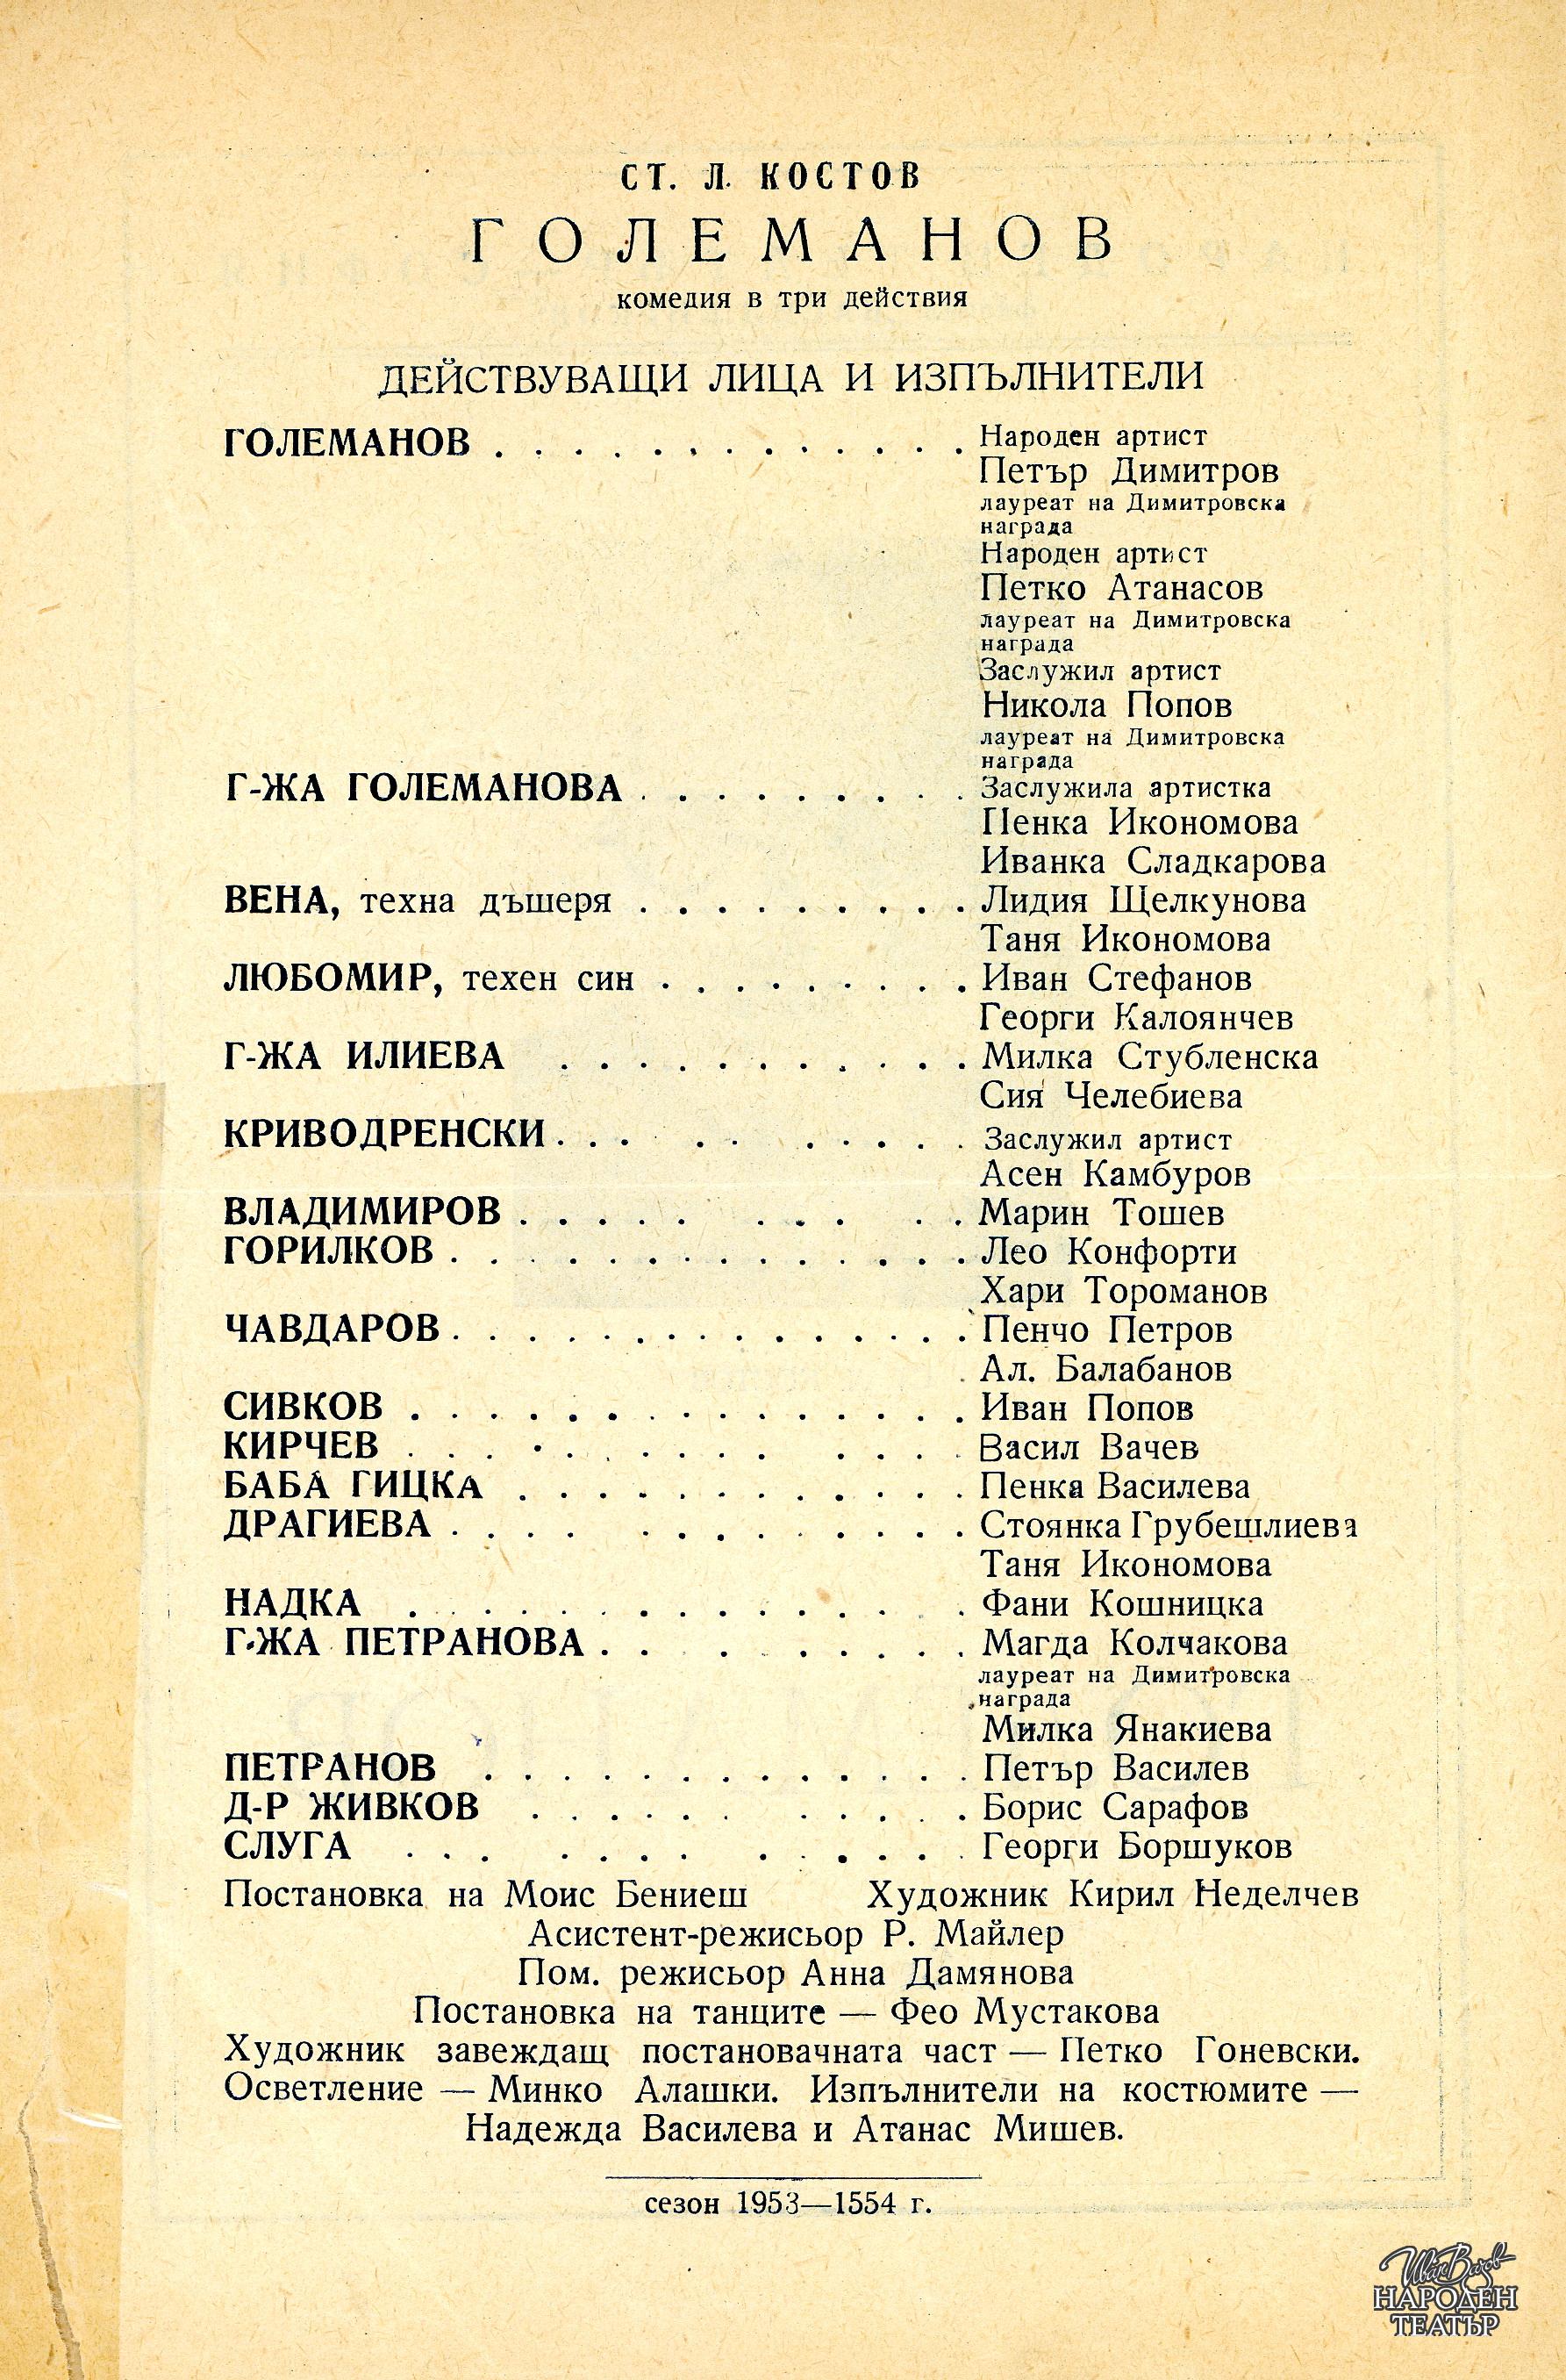 СТ. Л. КОСТОВ
ГОЛЕМАНОВ
комедия в три действия
ДЕЙСТВУВАЩИ ЛИЦА И ИЗПЪЛНИТЕЛИ
ГОЛЕМАНОВ . . . . . . . . . . . . . Народен артист
Петър Димитров
лауреат на Димитровска
награда
Народен артист
Петко Атанасов
лауреат на Димитровска
награда
Заслужил артист
Никола Попов
лауреат на Димитровска
награда
Г-ЖА ГОЛЕМАНОВА . . . . . . . . . Заслужила артистка
Пенка Икономова
Иванка Сладкарова
ВЕНА, техна дъшеря . . . . . . . . . Лидия Щелкунова
Таня Икономова
ЛЮБОМИР, техен син . . . . . . . . . Иван Стефанов
Георги Калоянчев
Г-ЖА ИЛИЕВА . . . . . . . . . . . Милка Стубленска
Сия Челебиева
КРИВОДРЕНСКИ . . . . . . . . . . Заслужил артист
Асен Камбуров
ВЛАДИМИРОВ . . . . . . . . . . Марин Тошев
ГОРИЛКОВ . . . . . . . . . . . . . . Лео Конфорти
Хари Тороманов
ЧАВДАРОВ . . . . . . . . . . . . . . Пенчо Петров
Ал. Балабанов
СИВКОВ . . . . . . . . . . . . . . . Иван Попов
КИРЧЕВ . . . . . . . . . . . . . . Васил Вачев
БАБА ГИЦКА . . . . . . . . . . . . Пенка Василева
ДРАГИЕВА . . . . . . . . . . . . . Стоянка Грубешлиева
Таня Икономова
НАДКА . . . . . . . . . . . . . . . Фани Кошницка
Г-ЖА ПЕТРАНОВА . . . . . . . . . Магда Колчакова
лауреат на Димитровска
награда
Милка Янакиева
ПЕТРАНОВ . . . . . . . . . . . . . Петър Василев
Д-Р ЖИВКОВ . . . . . . . . . . Борис Сарафов
СЛУГА . . . . . . . . . . . . . Георги Боршуков
Постановка на Моис Бениеш Художник Кирил Неделчев
Асистент-режисьор Р. Майлер
Пом. режисьор Анна Дамянова
Постановка на танците — Фео Мустакова
Художник завеждащ постановачната част — Петко Гоневски.
Осветление — Минко Алашки. Изпълнители на костюмите —
Надежда Василева и Атанас Мишев.
сезон 1953—1554 г.
Иван Вазов
НАРОДЕН
ТЕАТЪР